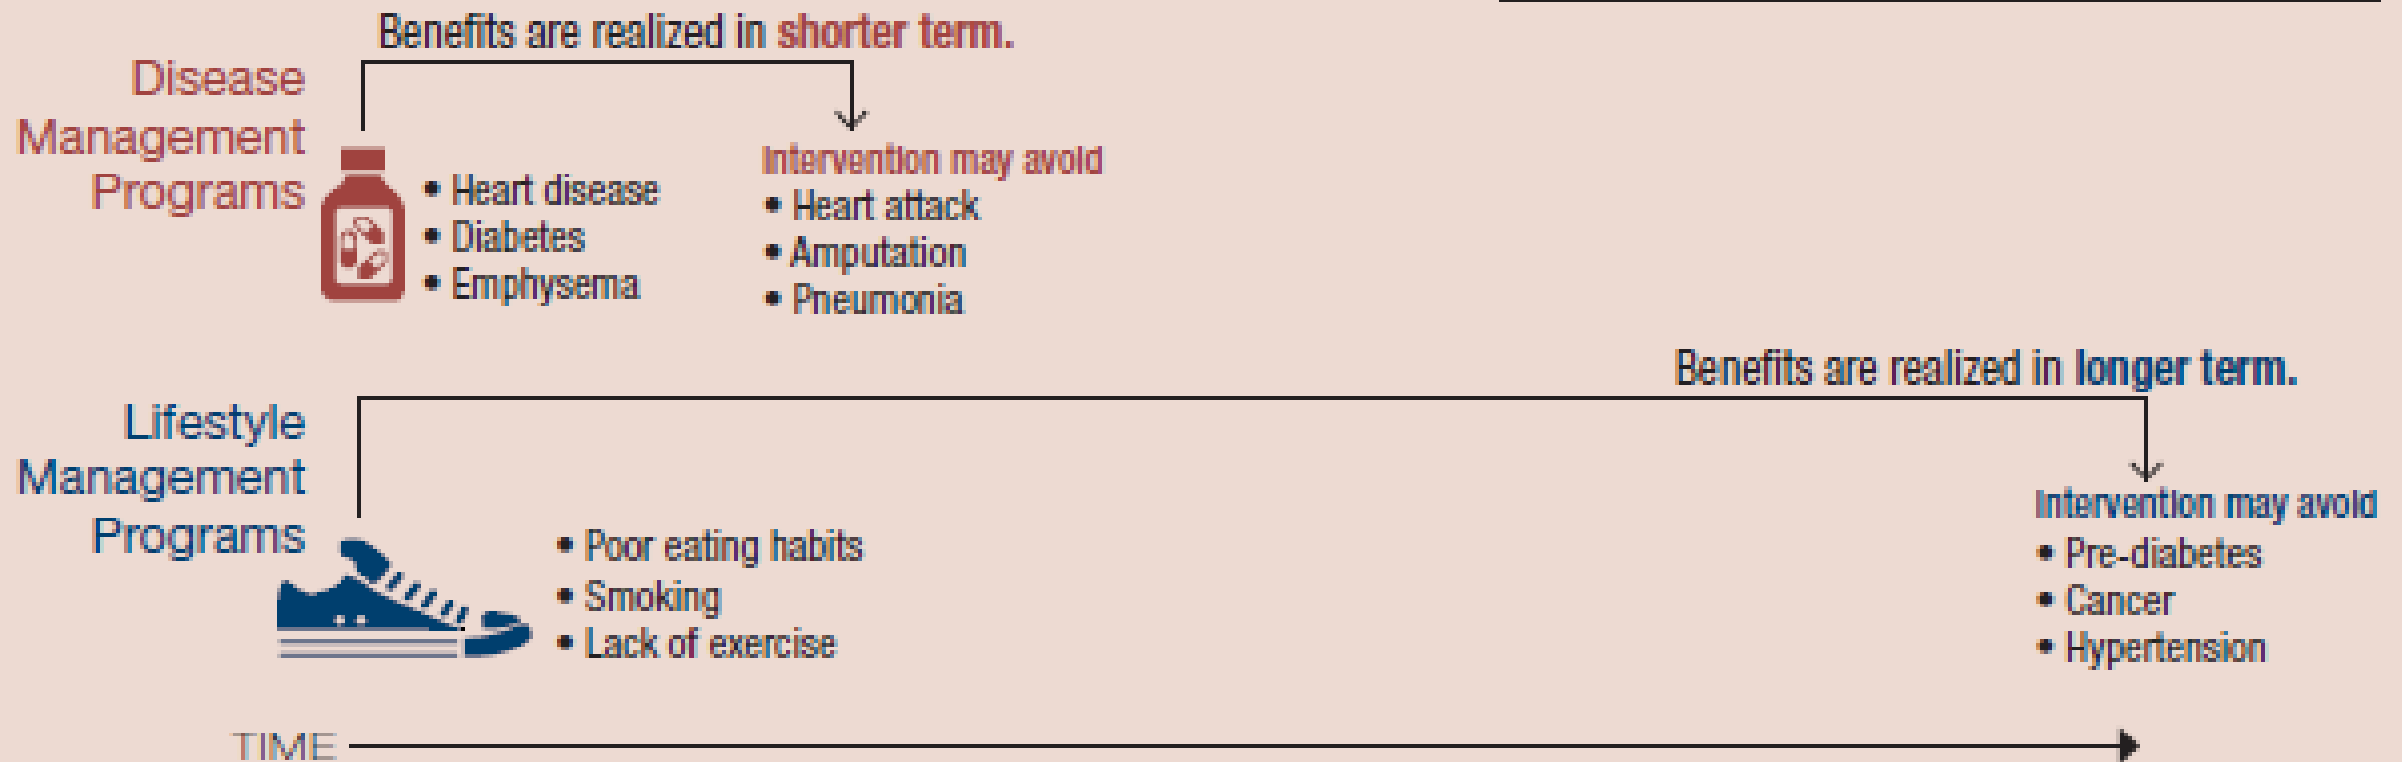 Benefits are realized in shorter term.
Disease
Management
Programs
• Heart disease
• Diabetes
• Emphysema
Intervention may avoid
• Heart attack
• Amputation
• Pneumonia
Benefits are realized in longer term.
Lifestyle
Management
Programs
• Poor eating habits
• Smoking
• Lack of exercise
Intervention may avoid
• Pre-diabetes
• Cancer
• Hypertension
TIME